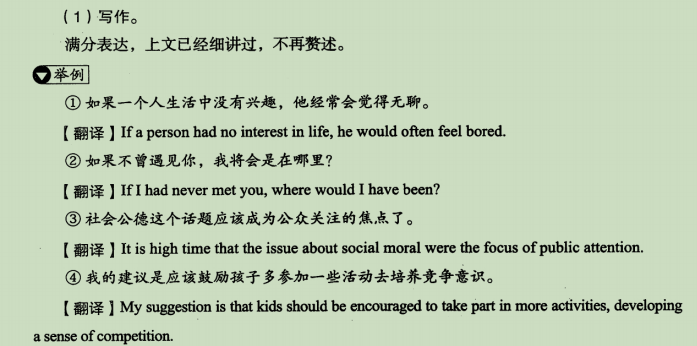 （1）写作。
满分表达，上文已经细讲过，不再赘述。
举例
① 如果一个人生活中没有兴趣，他经常会觉得无聊。
【翻译】If a person had no interest in life, he would often feel bored.
② 如果不曾遇见你，我将会是在哪里？
【翻译】If I had never met you, where would I have been?
③ 社会公德这个话题应该成为公众关注的焦点了。
【翻译】It is high time that the issue about social moral were the focus of public attention.
④ 我的建议是应该鼓励孩子多参加一些活动去培养竞争意识。
【翻译】My suggestion is that kids should be encouraged to take part in more activities, developing
a sense of competition.